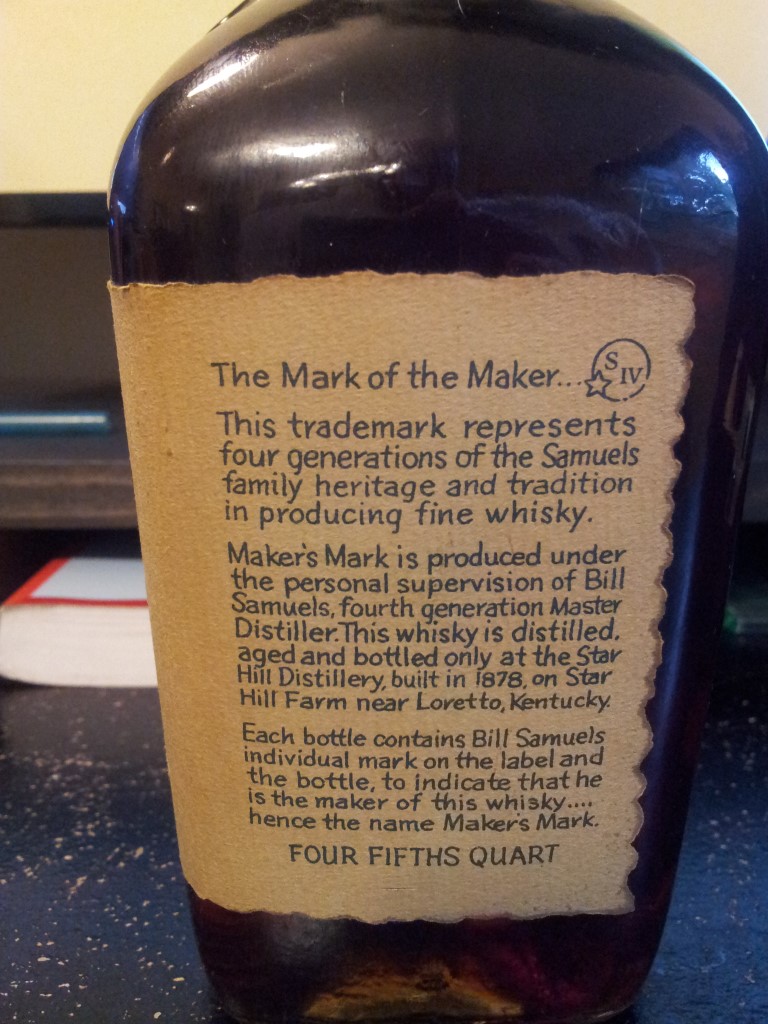 The Mark of the Maker... S IV
This trademark represents
four generations of the Samuels
family heritage and tradition
in producing fine whisky.
Maker's Mark is produced under
the personal supervision of Bill
Samuels, fourth generation Master
Distiller. This whisky is distilled,
aged and bottled only at the Star
Hill Distillery, built in 1878, on Star
Hill Farm near Loretto, Kentucky.
Each bottle contains Bill Samuels
individual mark on the label and
the bottle, to indicate that he
is the maker of this whisky....
hence the name Maker's Mark.
FOUR FIFTHS QUART